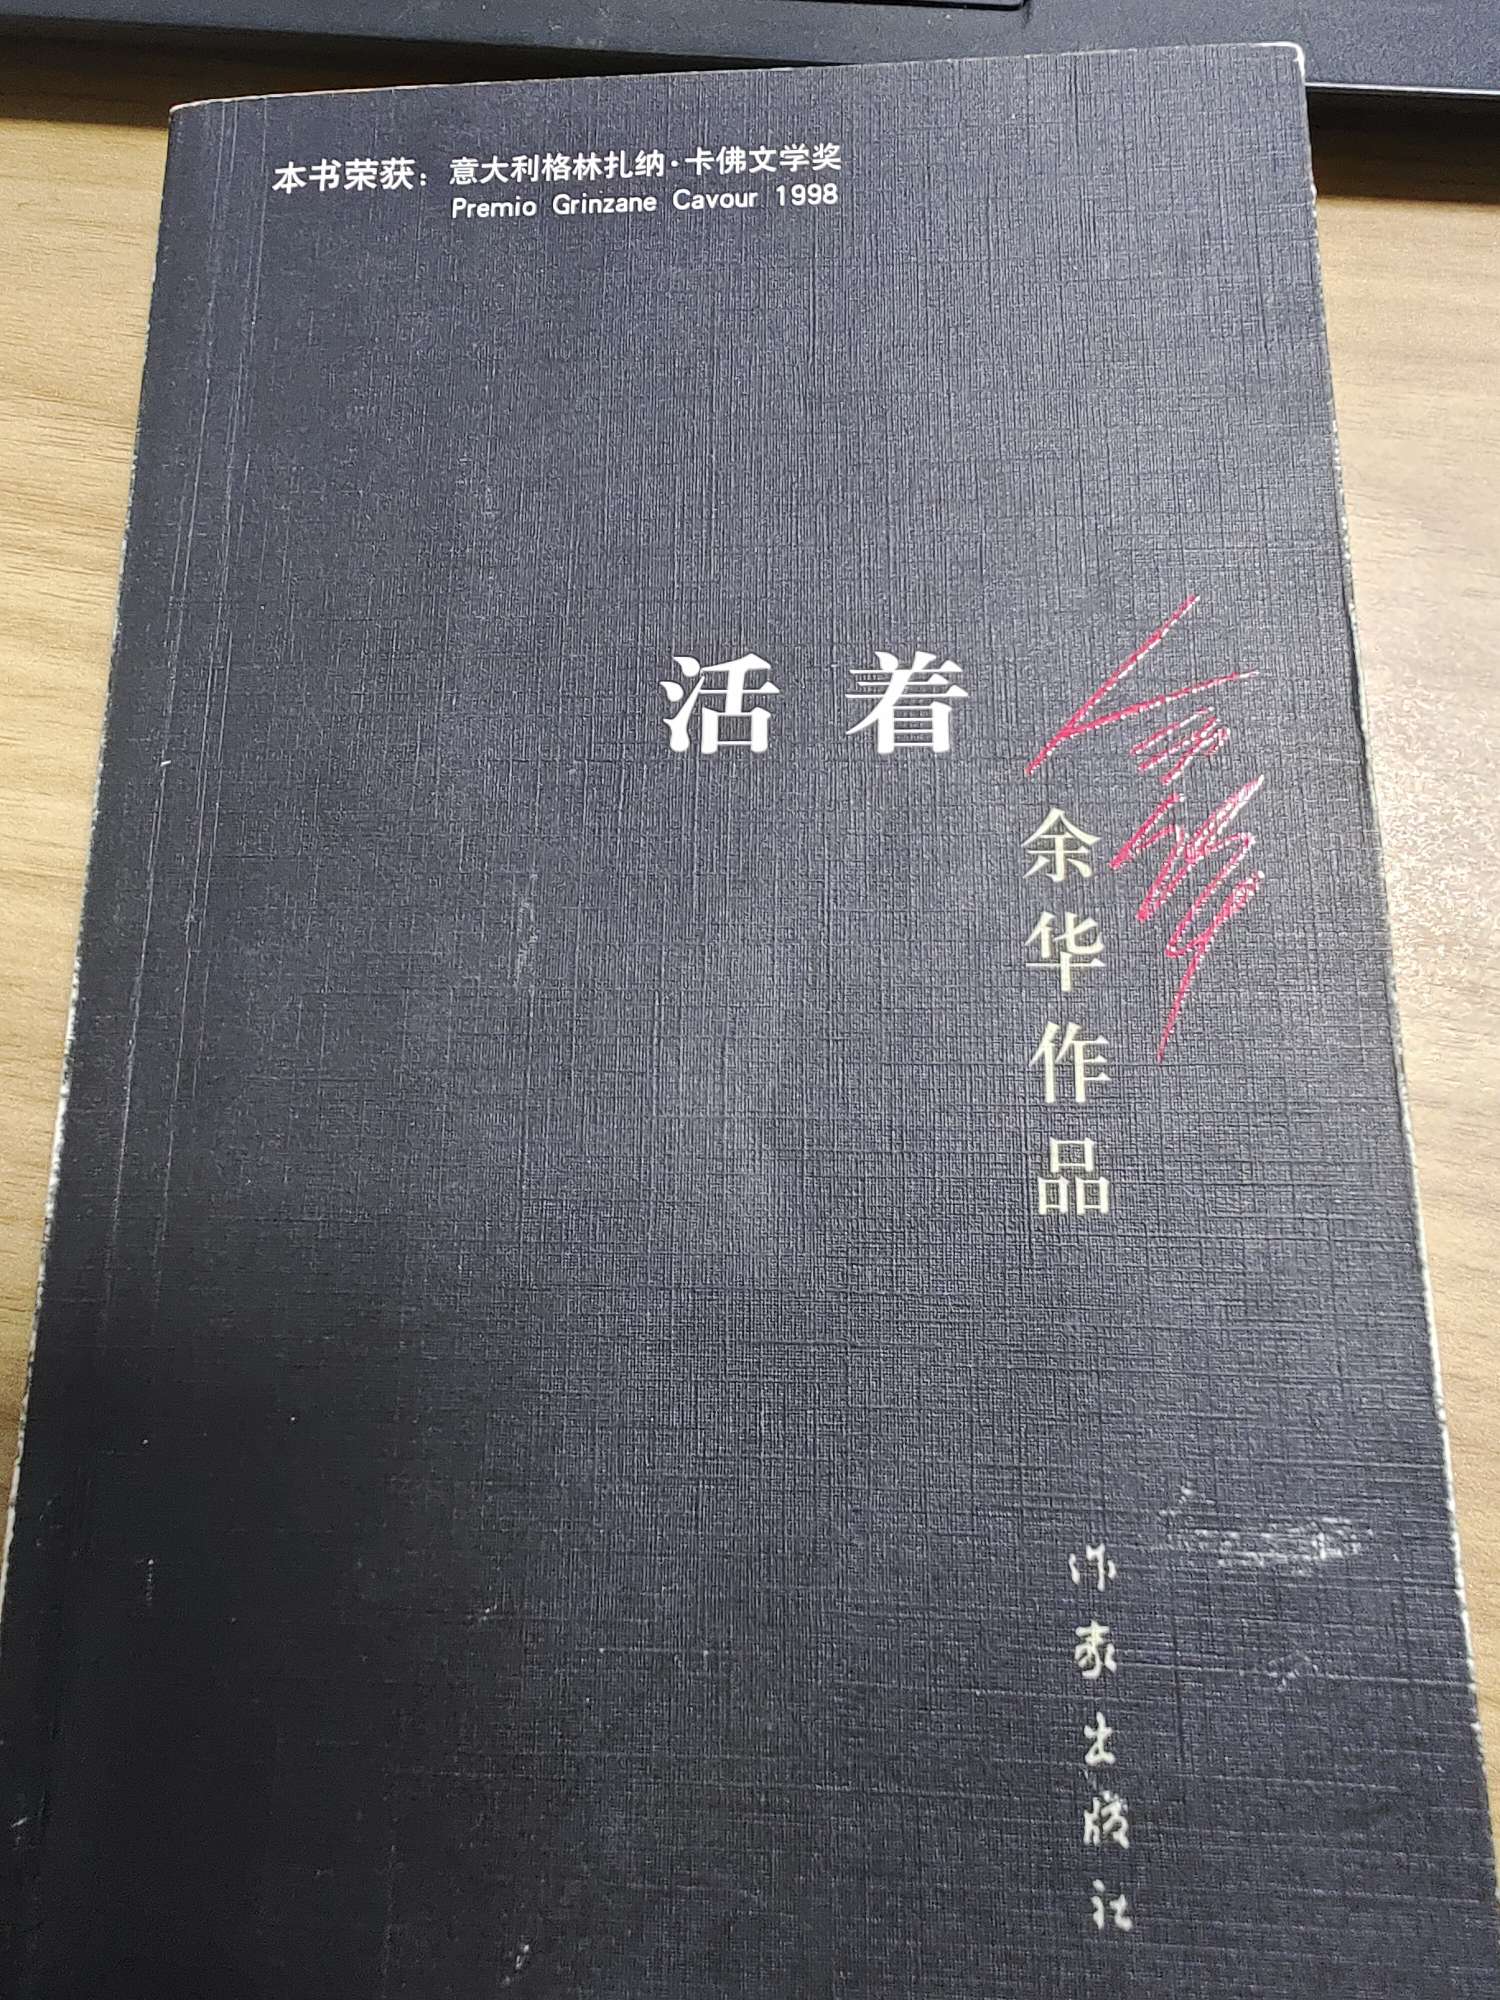 本书荣获：意大利格林扎纳·卡佛文学奖
Premio Grinzane Cavour 1998
活着
余华作品
作家出版社